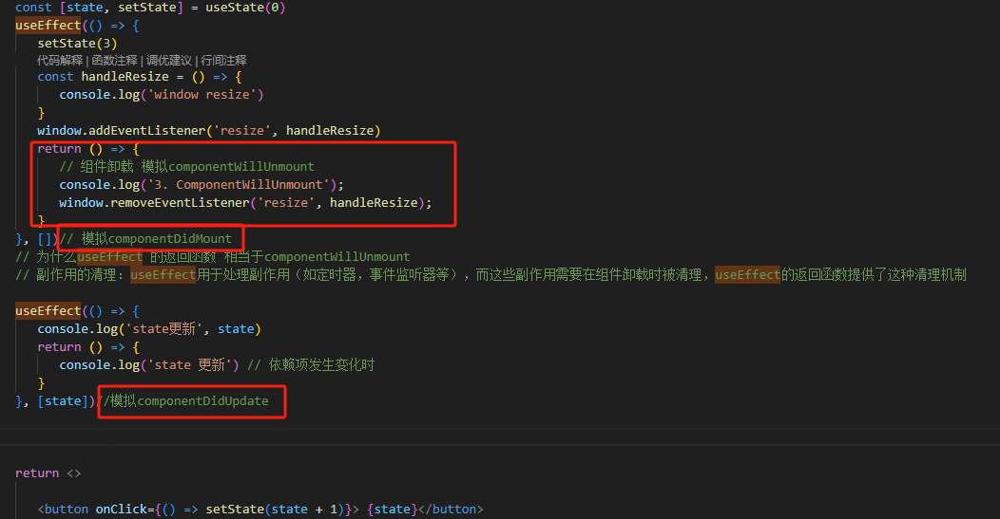 const [state, setState] = useState(0)
useEffect(() => {
setState(3)
代码解释 | 函数注释 | 调优建议 | 行间注释
const handleResize = () => {
console.log('window resize')
}
window.addEventListener('resize', handleResize)
return () => {
// 组件卸载 模拟componentWillUnmount
console.log('3. ComponentWillUnmount');
window.removeEventListener('resize', handleResize);
}
}, [])// 模拟componentDidMount
// 为什么useEffect 的返回函数 相当于componentWillUnmount
// 副作用的清理：useEffect用于处理副作用（如定时器，事件监听器等），而这些副作用需要在组件卸载时被清理，useEffect的返回函数提供了这种清理机制
useEffect(() => {
console.log('state更新', state)
return () => {
console.log('state 更新') // 依赖项发生变化时
}
}, [state])//模拟componentDidUpdate
return <>
<button onClick={() => setState(state + 1)}> {state}</button>